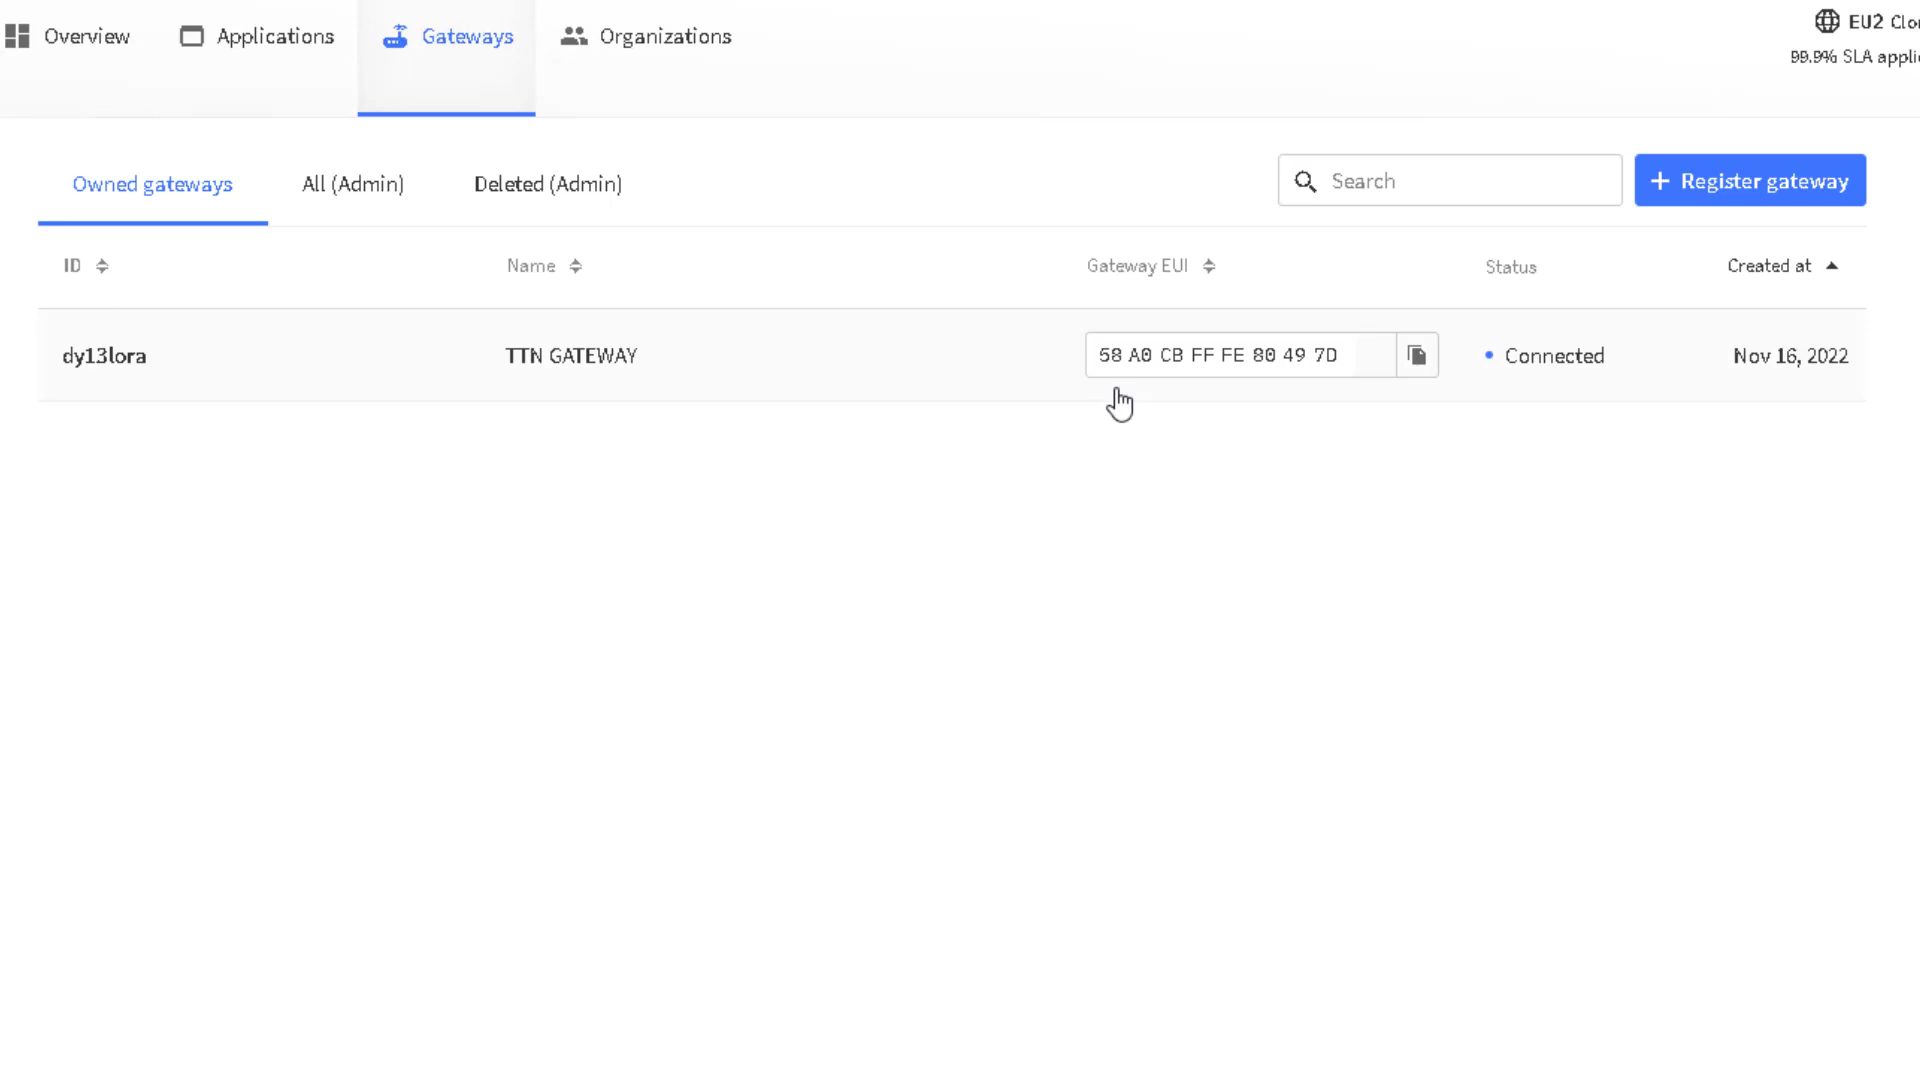 Overview Applications Gateways Organizations
EU2
99.9% SLA
Owned gateways All (Admin) Deleted (Admin) Search + Register gateway
ID Name Gateway EUI Status Created at
dy13lora TTN GATEWAY 58 A0 CB FF FE 80 49 7D Connected Nov 16, 2022